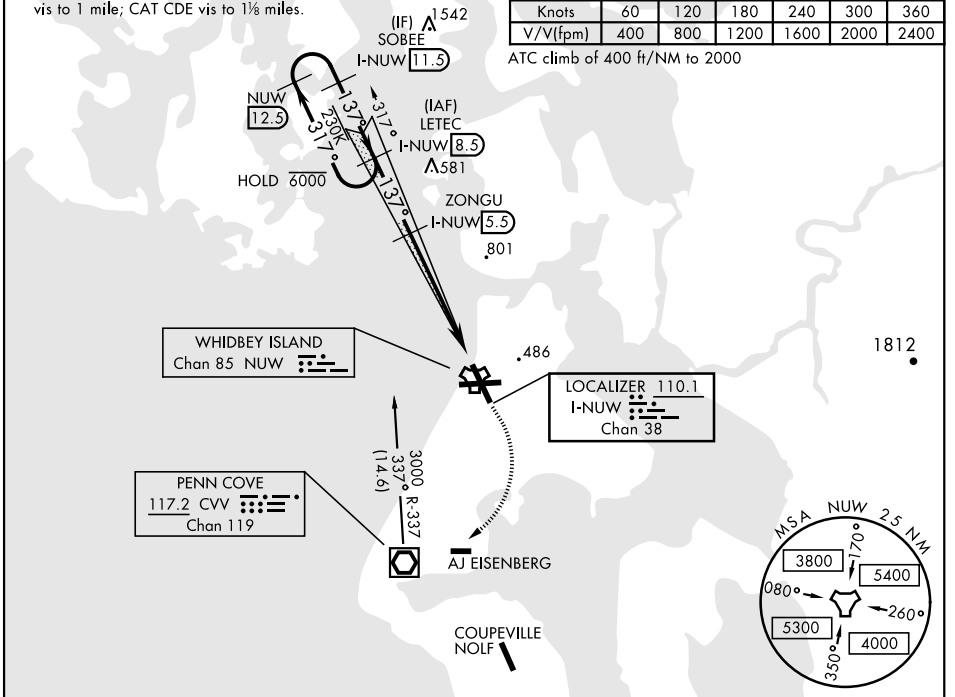 vis to 1 mile; CAT CDE vis to 1⅛ miles.
Knots 60 120 180 240 300 360
V/V(fpm) 400 800 1200 1600 2000 2400
ATC climb of 400 ft/NM to 2000
1542
(IF)
SOBEE
I-NUW 11.5
NUW
12.5
137°
230K
317°
317°
(IAF)
LETEC
I-NUW 8.5
581
HOLD 6000
137°
ZONGU
I-NUW 5.5
801
WHIDBEY ISLAND
Chan 85 NUW
486
1812
LOCALIZER 110.1
I-NUW
Chan 38
3000
337°
(14.6)
R-337
PENN COVE
117.2 CVV
Chan 119
AJ EISENBERG
COUPEVILLE
NOLF
MSA NUW 25 NM
3800
170°
5400
080°
260°
5300
350°
4000